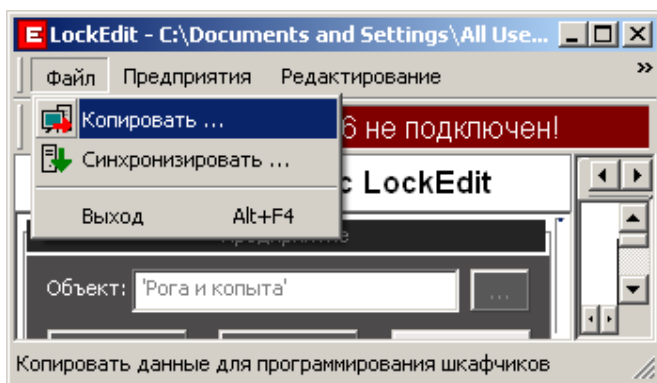 E LockEdit - C:\Documents and Settings\All Use...
Файл Предприятия Редактирование »
Копировать ...
6 не подключен!
Синхронизировать ...
с LockEdit
Выход Alt+F4
Предприятие
Объект: 'Рога и копыта' ...
Копировать данные для программирования шкафчиков